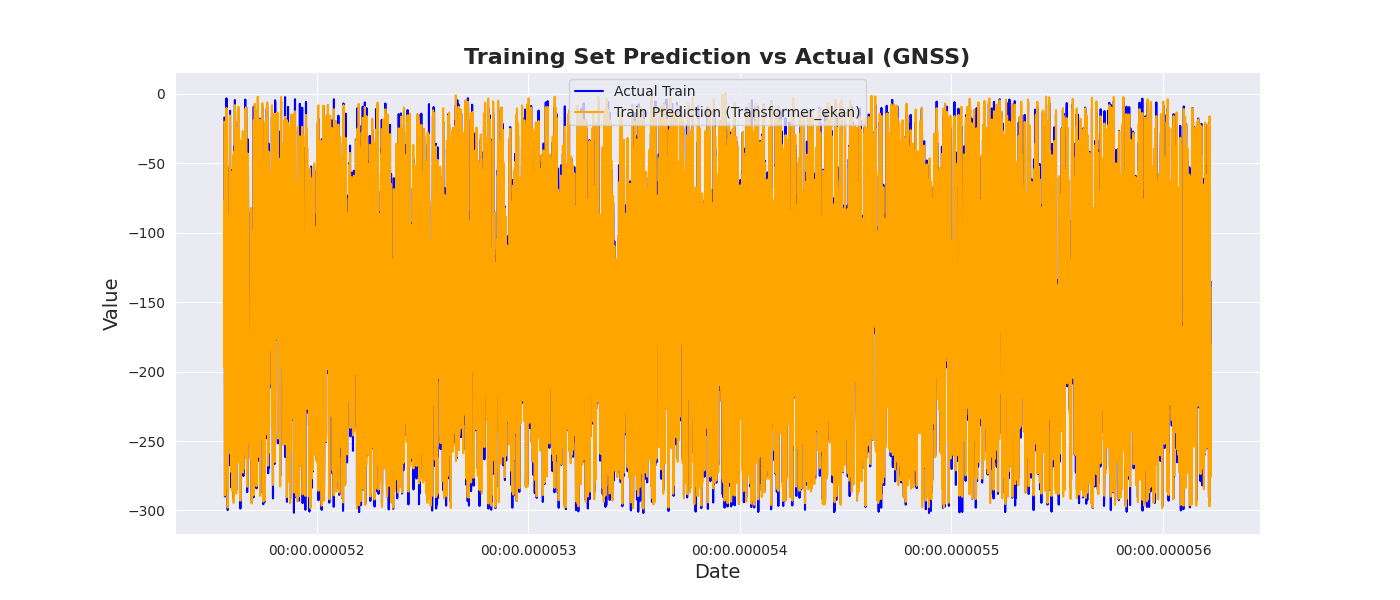 Training Set Prediction vs Actual (GNSS)
Actual Train
Train Prediction (Transformer_ekan)
Value
0
−50
−100
−150
−200
−250
−300
00:00.000052 00:00.000053 00:00.000054 00:00.000055 00:00.000056
Date